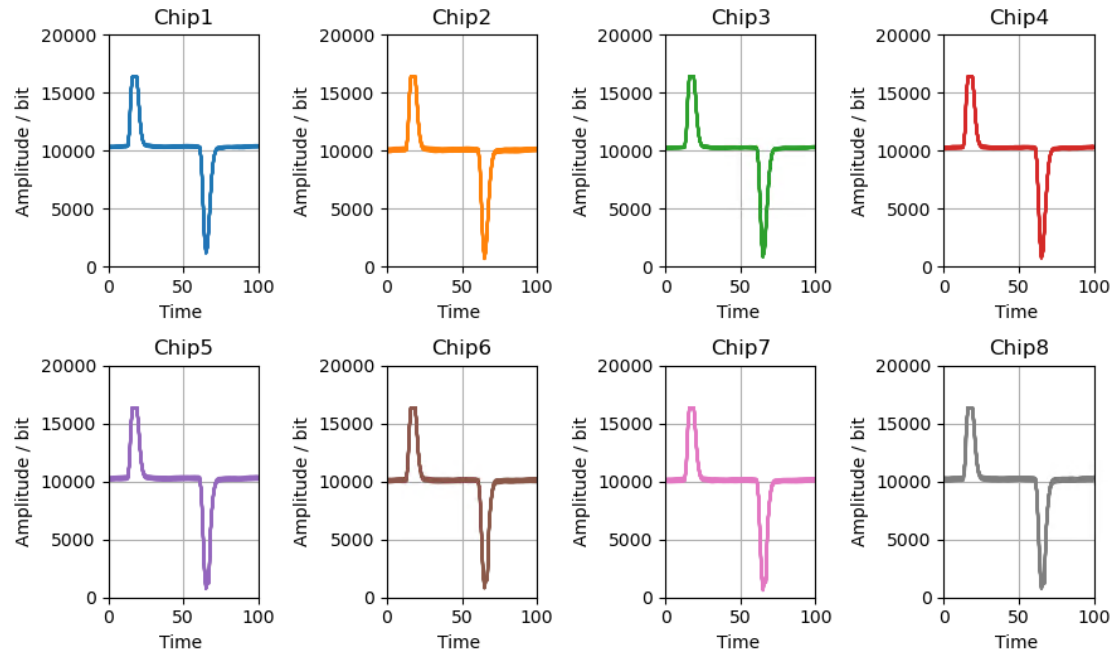 Chip1 Chip2 Chip3 Chip4
20000 20000 20000 20000
15000 15000 15000 15000
10000 10000 10000 10000
5000 5000 5000 5000
0 0 0 0
Amplitude / bit Amplitude / bit Amplitude / bit Amplitude / bit
0 50 100 0 50 100 0 50 100 0 50 100
Time Time Time Time
Chip5 Chip6 Chip7 Chip8
20000 20000 20000 20000
15000 15000 15000 15000
10000 10000 10000 10000
5000 5000 5000 5000
0 0 0 0
Amplitude / bit Amplitude / bit Amplitude / bit Amplitude / bit
0 50 100 0 50 100 0 50 100 0 50 100
Time Time Time Time